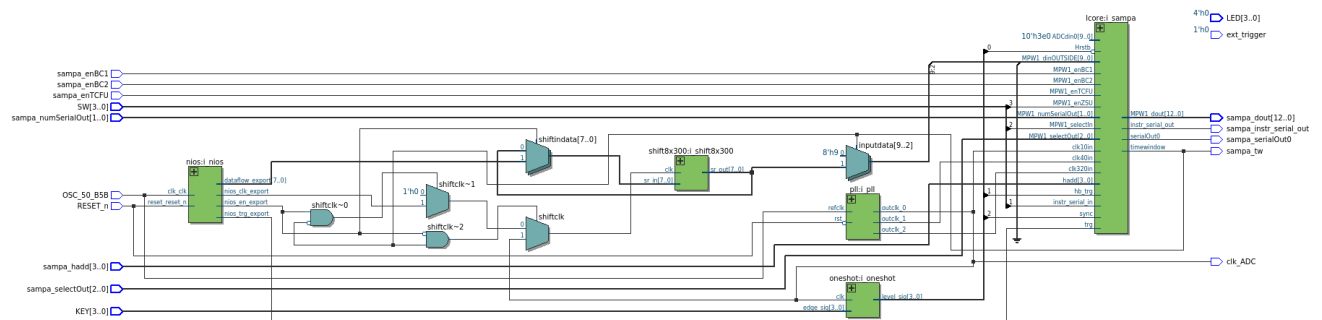 lcore:i_sampa
4'h0
LED[3..0]
1'h0
ext_trigger
10'h3e0
ADCdin0[9..0]
0
Hrstb
MPW1_dinOUTSIDE[9..0]
9:2
sampa_enBC1
MPW1_enBC1
sampa_enBC2
MPW1_enBC2
sampa_enTCFU
MPW1_enTCFU
SW[3..0]
3
MPW1_enZSU
sampa_numSerialOut[1..0]
MPW1_numSerialOut[1..0]
MPW1_dout[12..0]
sampa_dout[12..0]
2
MPW1_selectIn
instr_serial_out
sampa_instr_serial_out
MPW1_selectOut[2..0]
serialOut0
sampa_serialOut0
clk10in
timewindow
sampa_tw
clk40in
clk320in
hadd[3..0]
1
hb_trg
1
instr_serial_in
2
sync
trg
shiftindata[7..0]
0
1
shift8x300:i_shift8x300
clk
sr_out[7..0]
sr_in[7..0]
inputdata[9..2]
8'h9
0
1
nios:i_nios
dataflow_export[7..0]
OSC_50_B5B
clk_clk
nios_clk_export
RESET_n
reset_reset_n
nios_en_export
nios_trg_export
shiftclk~1
1'h0
0
1
shiftclk~0
shiftclk~2
shiftclk
0
1
pll:i_pll
refclk
outclk_0
rst
outclk_1
outclk_2
sampa_hadd[3..0]
clk_ADC
oneshot:i_oneshot
sampa_selectOut[2..0]
clk
level_sig[3..0]
KEY[3..0]
edge_sig[3..0]